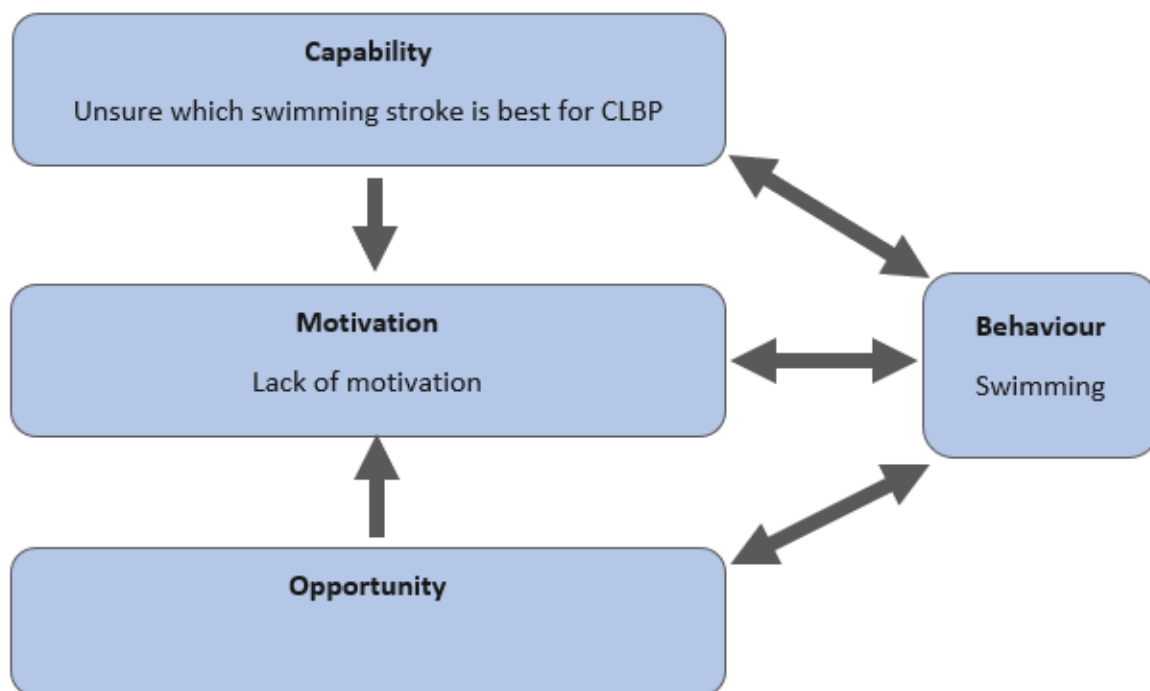 Capability
Unsure which swimming stroke is best for CLBP
Motivation
Lack of motivation
Behaviour
Swimming
Opportunity